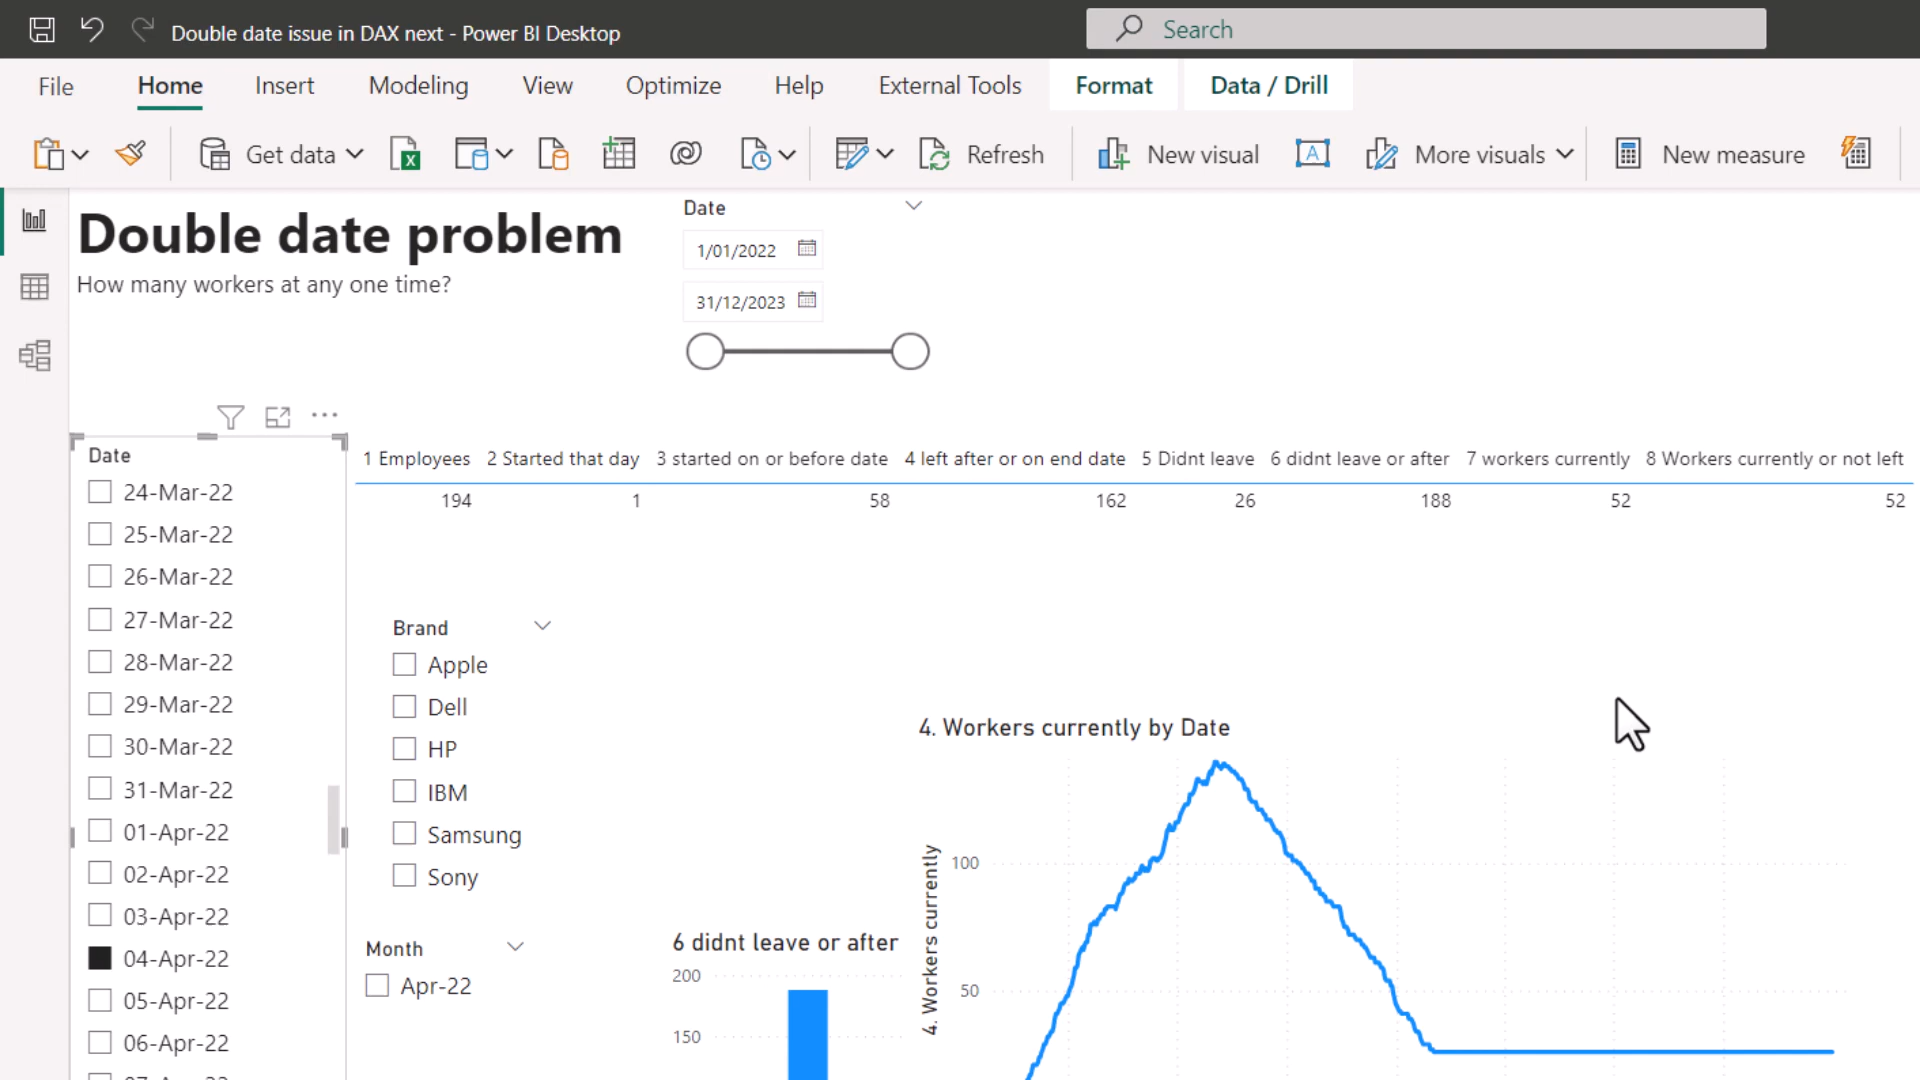 Double date issue in DAX next - Power BI Desktop
Search
File Home Insert Modeling View Optimize Help External Tools Format Data / Drill
Get data Refresh New visual A More visuals New measure
Double date problem
How many workers at any one time?
Date
1/01/2022
31/12/2023
Date
24-Mar-22
25-Mar-22
26-Mar-22
27-Mar-22
28-Mar-22
29-Mar-22
30-Mar-22
31-Mar-22
01-Apr-22
02-Apr-22
03-Apr-22
04-Apr-22
05-Apr-22
06-Apr-22
1 Employees 2 Started that day 3 started on or before date 4 left after or on end date 5 Didnt leave 6 didnt leave or after 7 workers currently 8 Workers currently or not left
194 1 58 162 26 188 52 52
Brand
Apple
Dell
HP
IBM
Samsung
Sony
Month
Apr-22
6 didnt leave or after
200
150
4. Workers currently by Date
4. Workers currently
100
50